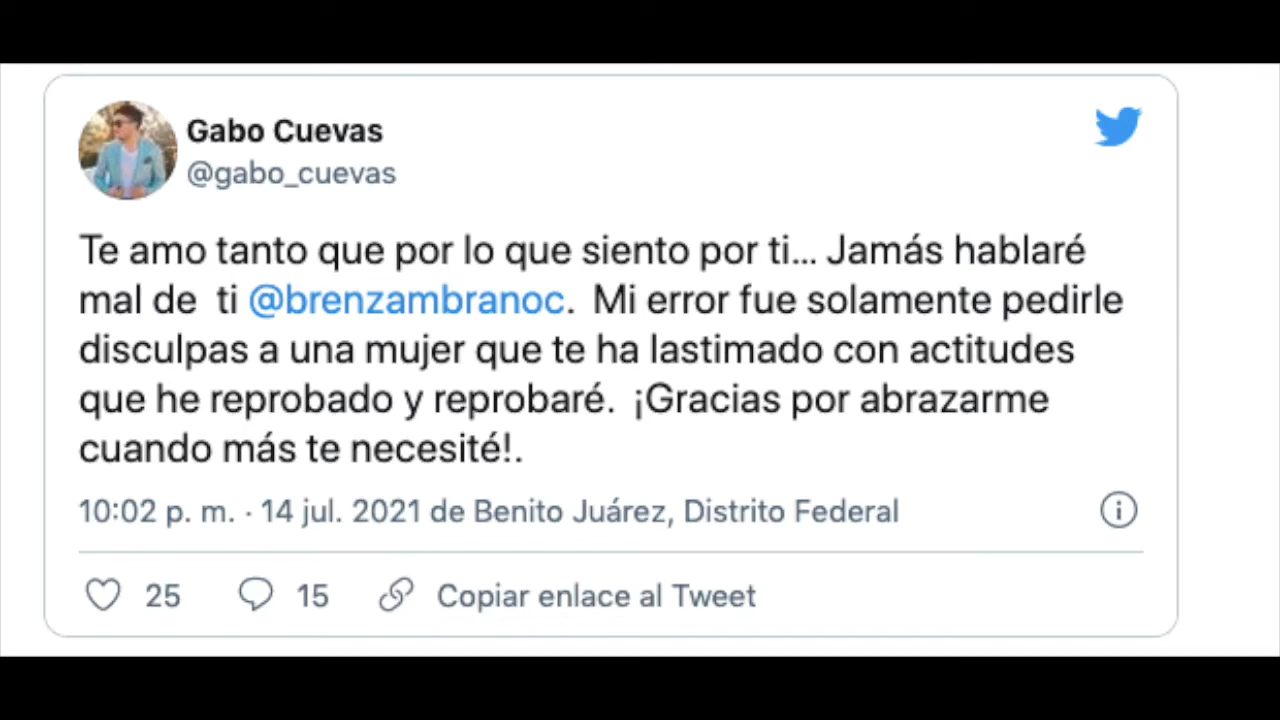 Gabo Cuevas
@gabo_cuevas
Te amo tanto que por lo que siento por ti... Jamás hablaré
mal de  ti @brenzambranoc.  Mi error fue solamente pedirle
disculpas a una mujer que te ha lastimado con actitudes
que he reprobado y reprobaré.  ¡Gracias por abrazarme
cuando más te necesité!.
10:02 p. m. · 14 jul. 2021 de Benito Juárez, Distrito Federal
25 15 Copiar enlace al Tweet